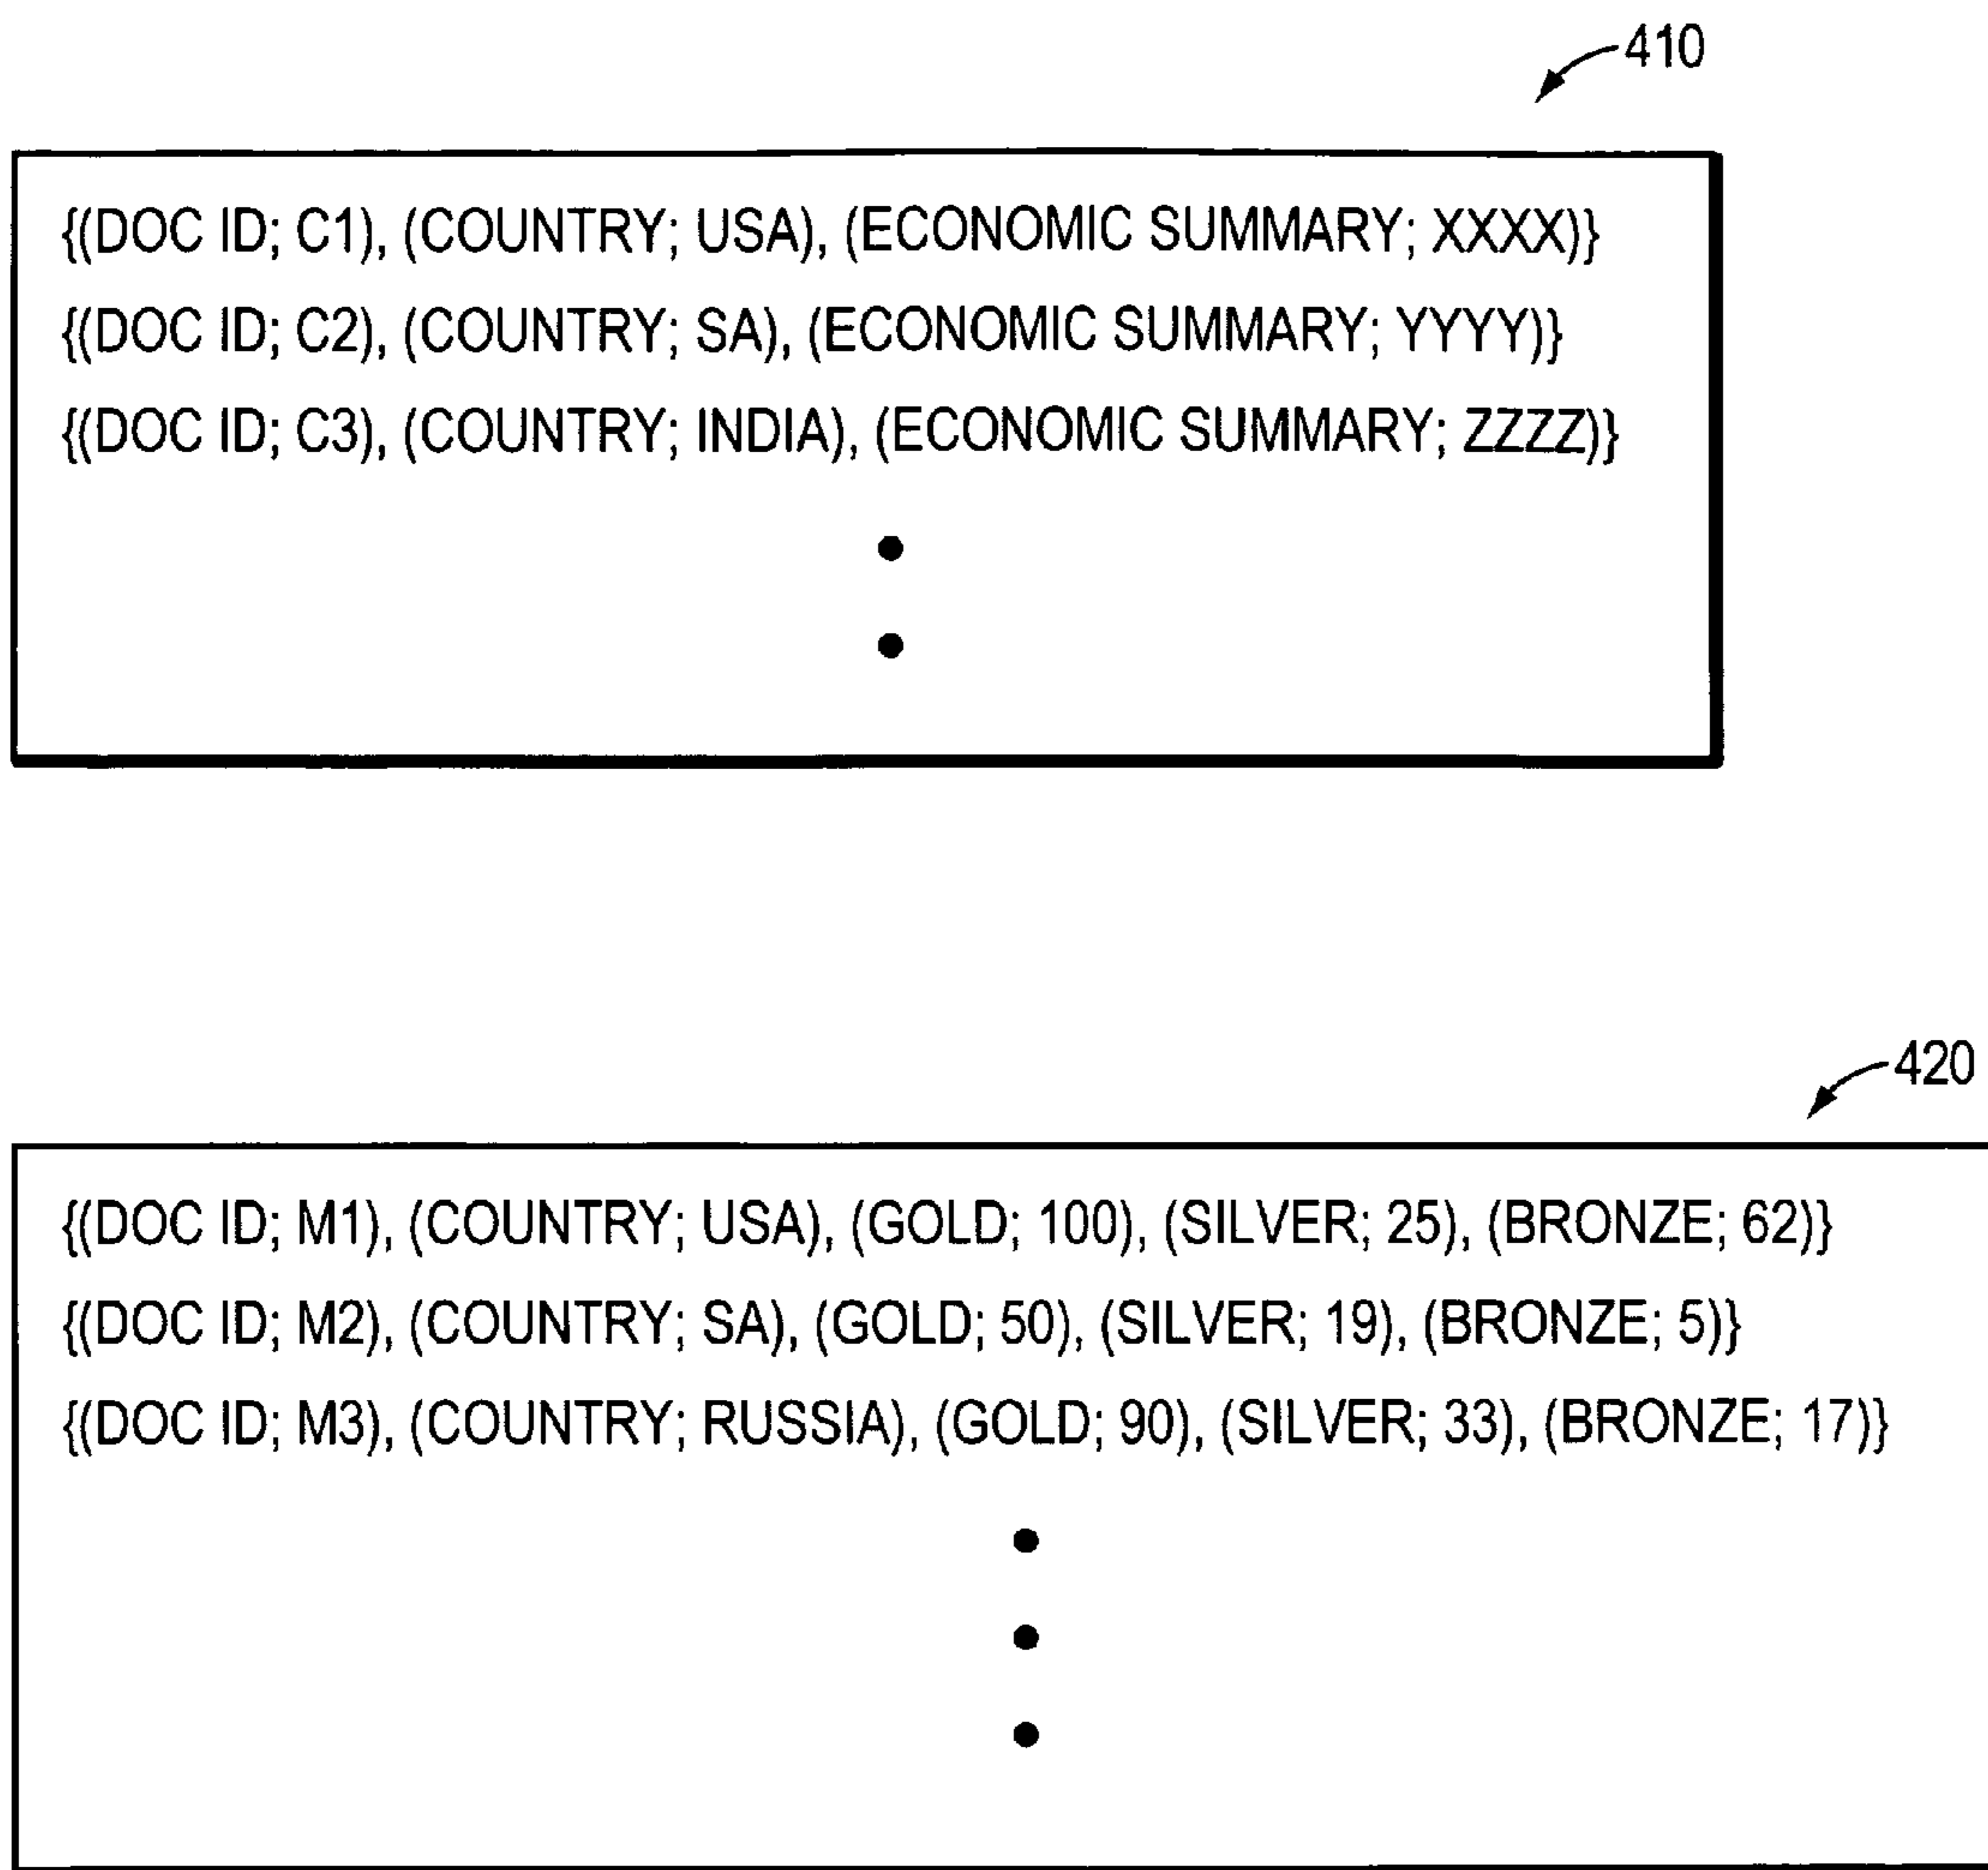 410
{(DOC ID; C1), (COUNTRY; USA), (ECONOMIC SUMMARY; XXXX)}
{(DOC ID; C2), (COUNTRY; SA), (ECONOMIC SUMMARY; YYYY)}
{(DOC ID; C3), (COUNTRY; INDIA), (ECONOMIC SUMMARY; ZZZZ)}
420
{(DOC ID; M1), (COUNTRY; USA), (GOLD; 100), (SILVER; 25), (BRONZE; 62)}
{(DOC ID; M2), (COUNTRY; SA), (GOLD; 50), (SILVER; 19), (BRONZE; 5)}
{(DOC ID; M3), (COUNTRY; RUSSIA), (GOLD; 90), (SILVER; 33), (BRONZE; 17)}